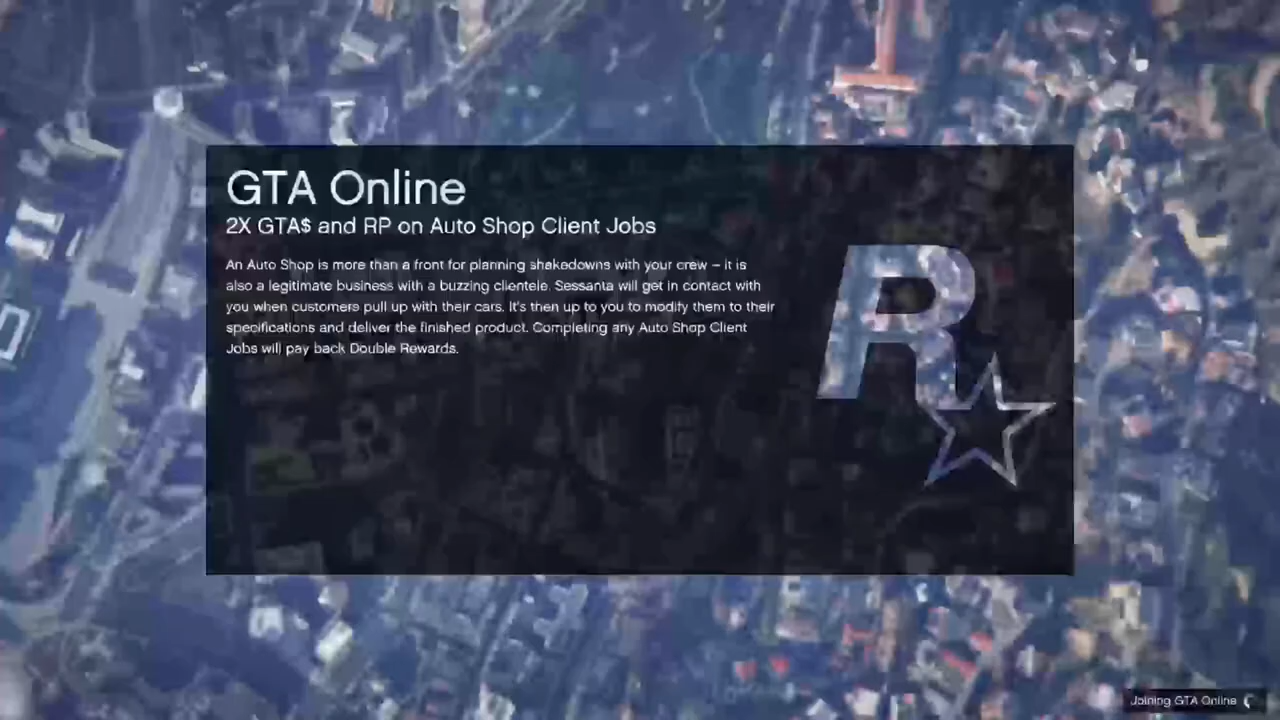 GTA Online
2X GTA$ and RP on Auto Shop Client Jobs
An Auto Shop is more than a front for planning shakedowns with your crew – it is
also a legitimate business with a buzzing clientele. Sessanta will get in contact with
you when customers pull up with their cars. It's then up to you to modify them to their
specifications and deliver the finished product. Completing any Auto Shop Client
Jobs will pay back Double Rewards.
R
Joining GTA Online